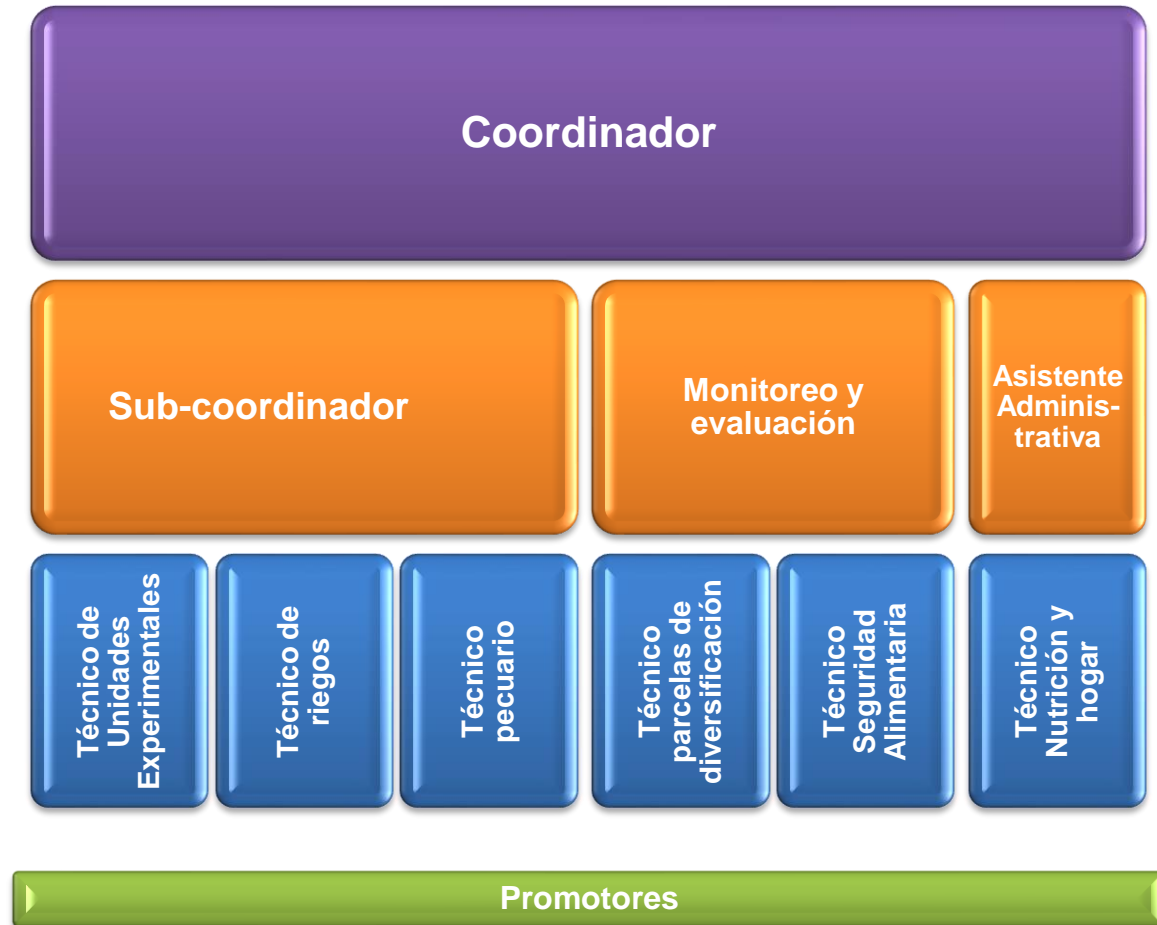 Coordinador
Sub-coordinador
Monitoreo y
evaluación
Asistente
Adminis-
trativa
Técnico de
Unidades
Experimentales
Técnico de
riegos
Técnico
pecuario
Técnico
parcelas de
diversificación
Técnico
Seguridad
Alimentaria
Técnico
Nutrición y
hogar
Promotores